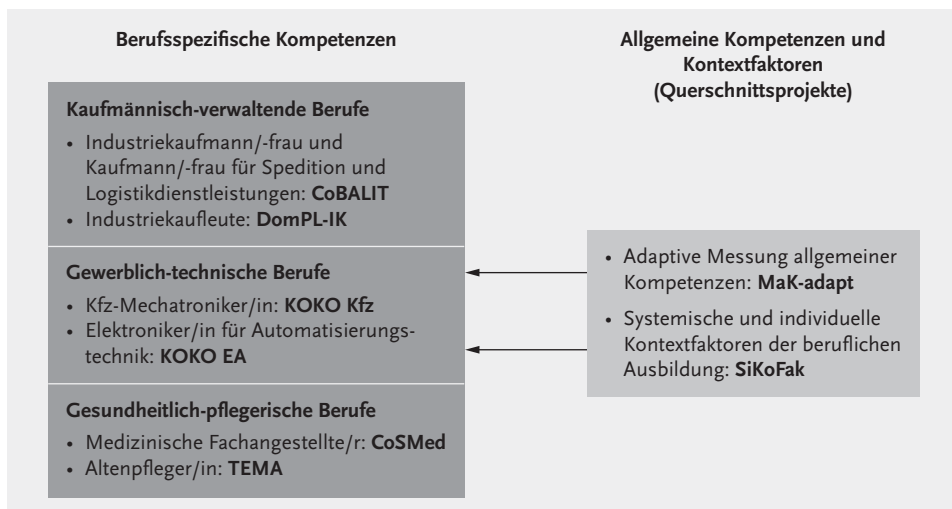 Berufsspezifische Kompetenzen
Kaufmännisch-verwaltende Berufe
• Industriekaufmann/-frau und
Kaufmann/-frau für Spedition und
Logistikdienstleistungen: CoBALIT
• Industriekaufleute: DomPL-IK
Gewerblich-technische Berufe
• Kfz-Mechatroniker/in: KOKO Kfz
• Elektroniker/in für Automatisierungs-
technik: KOKO EA
Gesundheitlich-pflegerische Berufe
• Medizinische Fachangestellte/r: CoSMed
• Altenpfleger/in: TEMA
Allgemeine Kompetenzen und
Kontextfaktoren
(Querschnittsprojekte)
• Adaptive Messung allgemeiner
Kompetenzen: MaK-adapt
• Systemische und individuelle
Kontextfaktoren der beruflichen
Ausbildung: SiKoFak